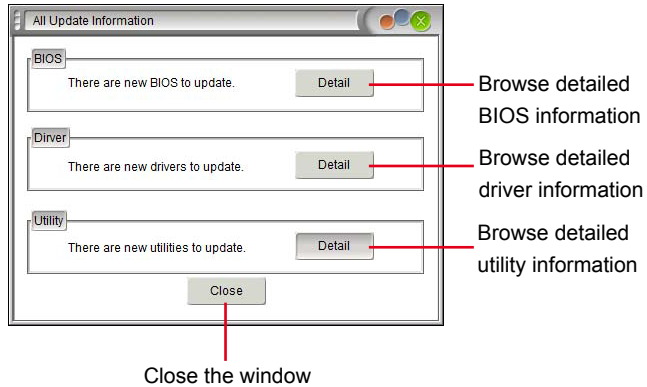 All Update Information
BIOS
There are new BIOS to update.
Detail
Browse detailed
BIOS information
Dirver
There are new drivers to update.
Detail
Browse detailed
driver information
Utility
There are new utilities to update.
Detail
Browse detailed
utility information
Close
Close the window